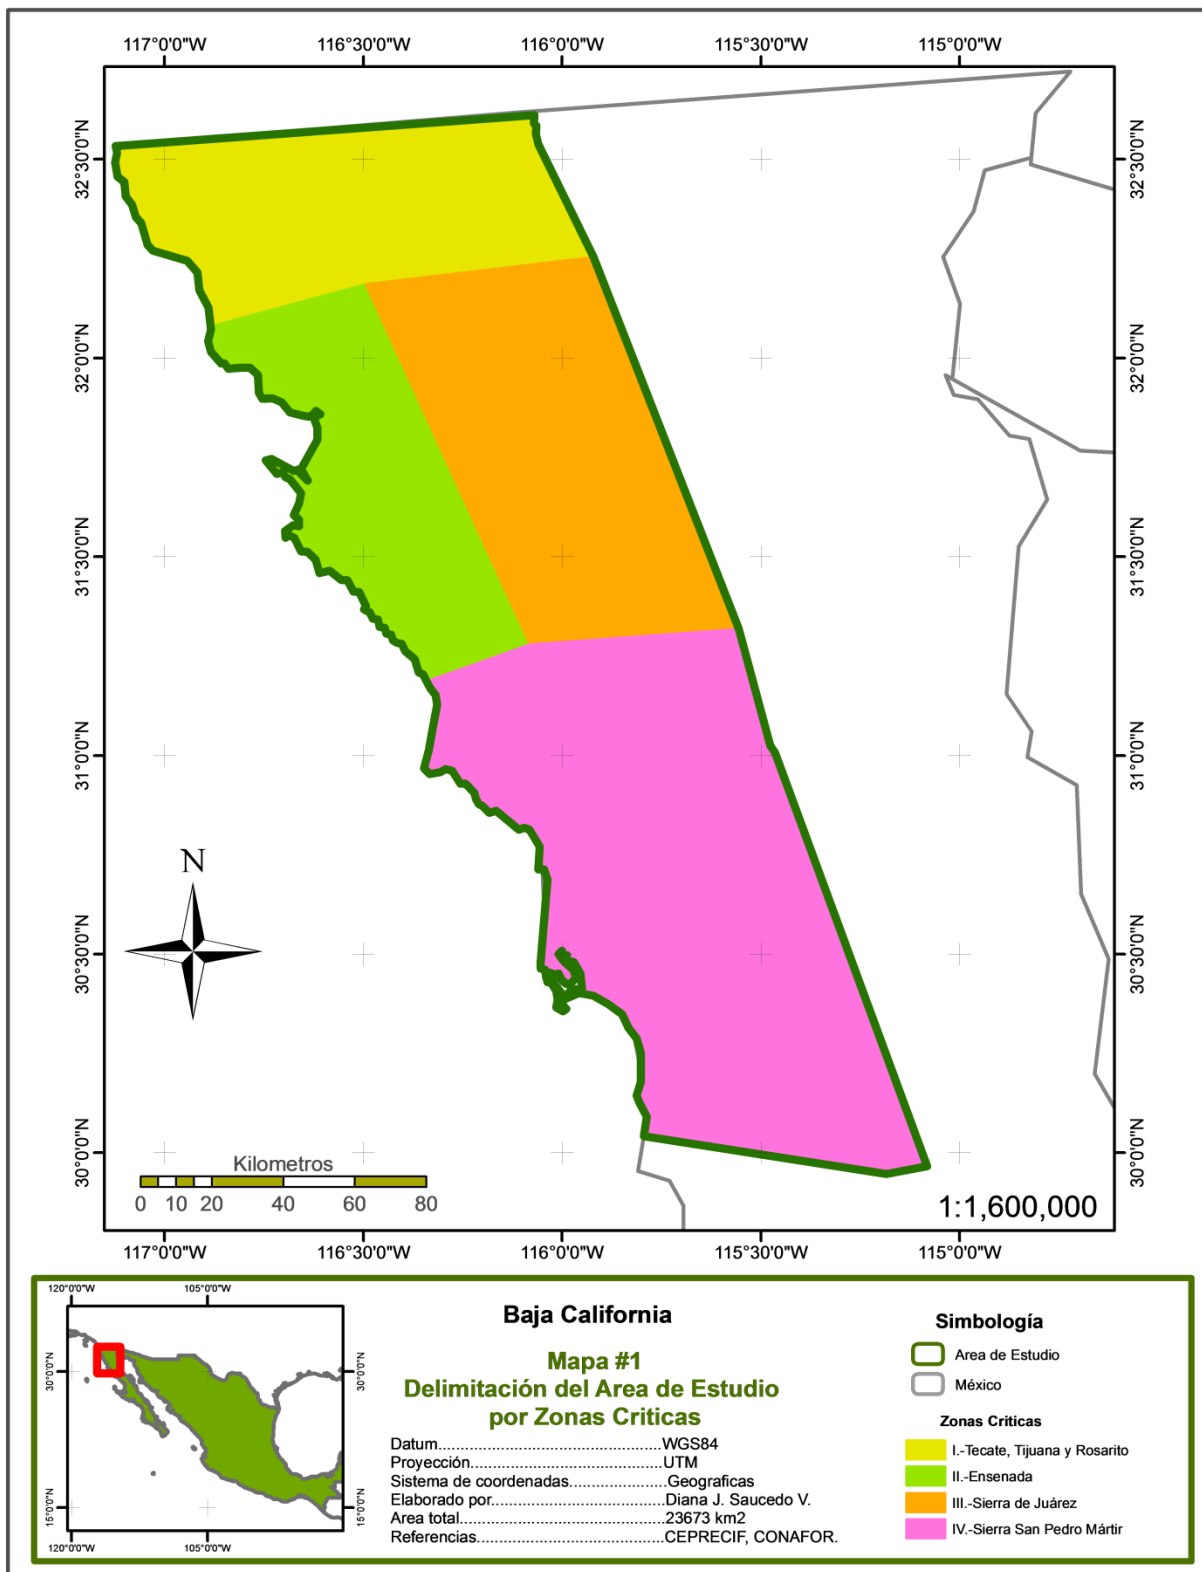 117°0'0"W 116°30'0"W 116°0'0"W 115°30'0"W 115°0'0"W
32°30'0"N 32°30'0"N
32°0'0"N 32°0'0"N
31°30'0"N 31°30'0"N
31°0'0"N 31°0'0"N
N
30°30'0"N 30°30'0"N
30°0'0"N 30°0'0"N
Kilometros
0 10 20 40 60 80
1:1,600,000
117°0'0"W 116°30'0"W 116°0'0"W 115°30'0"W 115°0'0"W
120°0'0"W 105°0'0"W
30°0'0"N 30°0'0"N
15°0'0"N 15°0'0"N
120°0'0"W 105°0'0"W
Baja California
Mapa #1
Delimitación del Area de Estudio
por Zonas Criticas
Datum..........................................WGS84
Proyección.....................................UTM
Sistema de coordenadas..................Geograficas
Elaborado por................................Diana J. Saucedo V.
Area total......................................23673 km2
Referencias...................................CEPRECIF, CONAFOR.
Simbología
Area de Estudio
México
Zonas Criticas
I.-Tecate, Tijuana y Rosarito
II.-Ensenada
III.-Sierra de Juárez
IV.-Sierra San Pedro Mártir